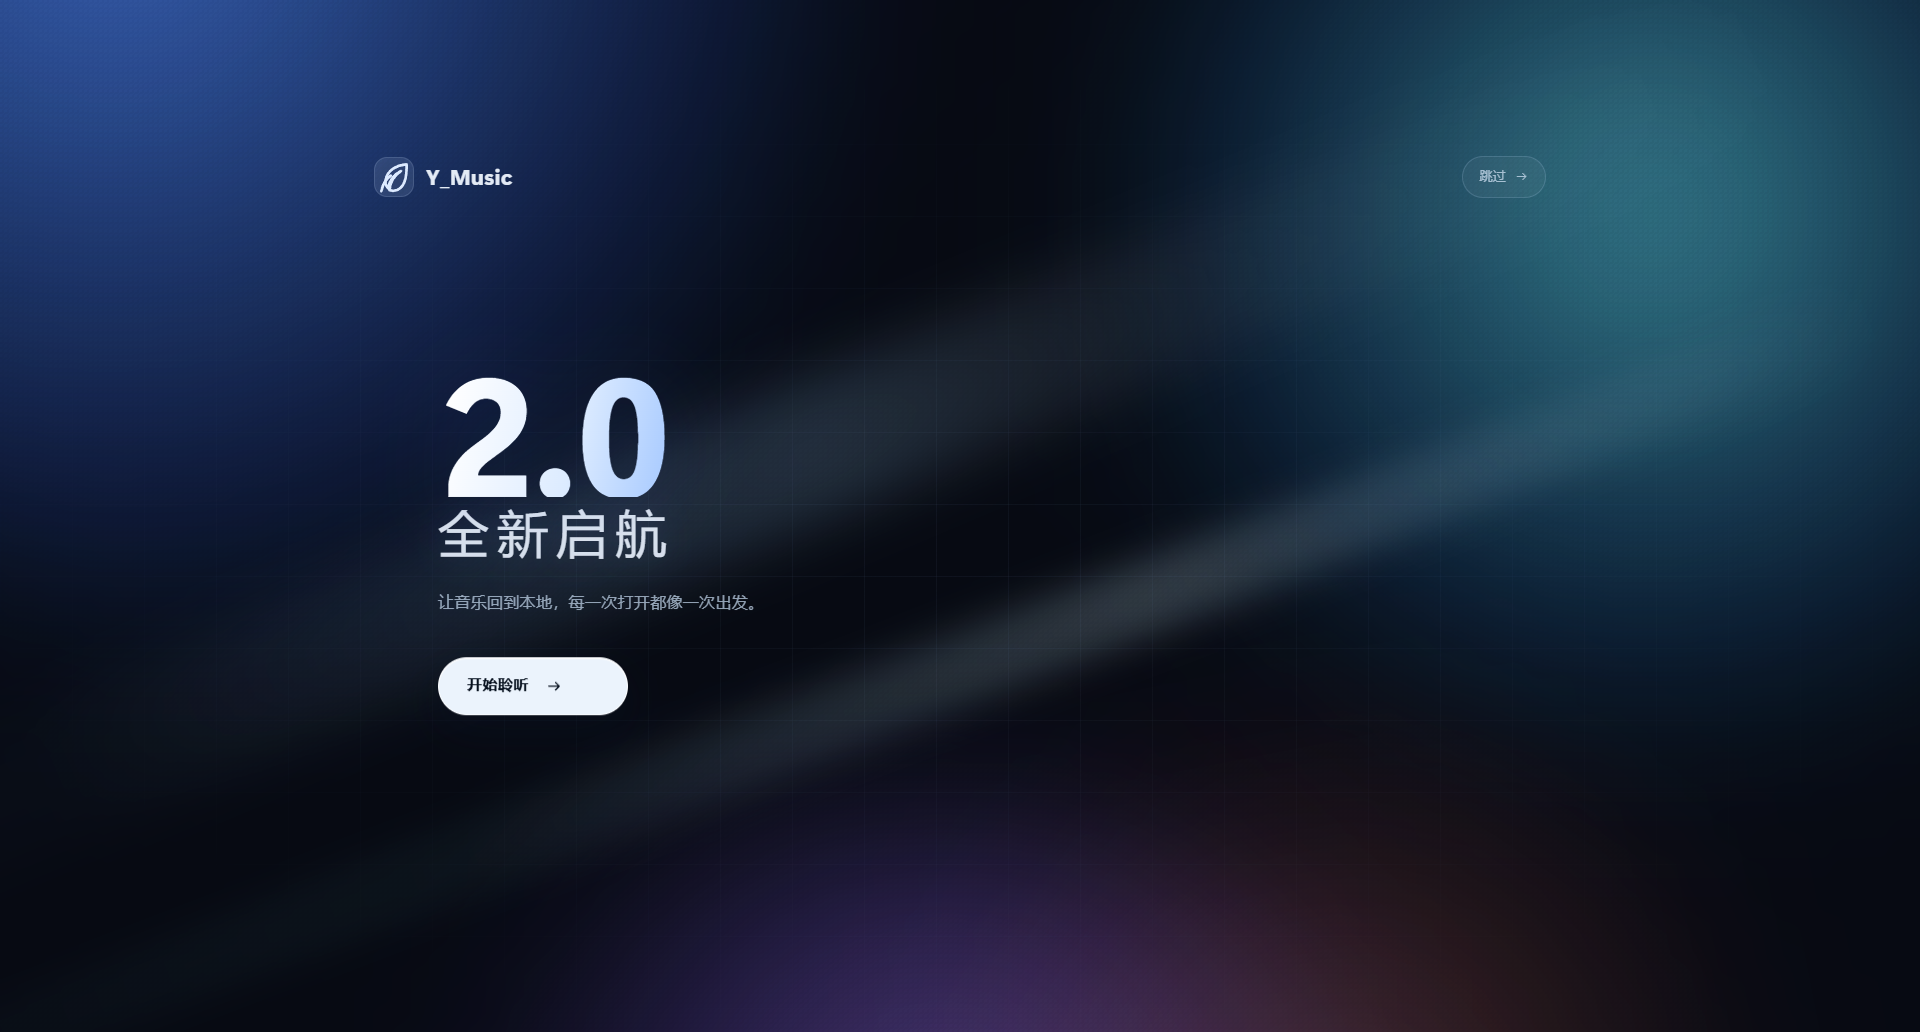 Y_Music
跳过 →
2.0
全新启航
让音乐回到本地，每一次打开都像一次出发。
开始聆听 →